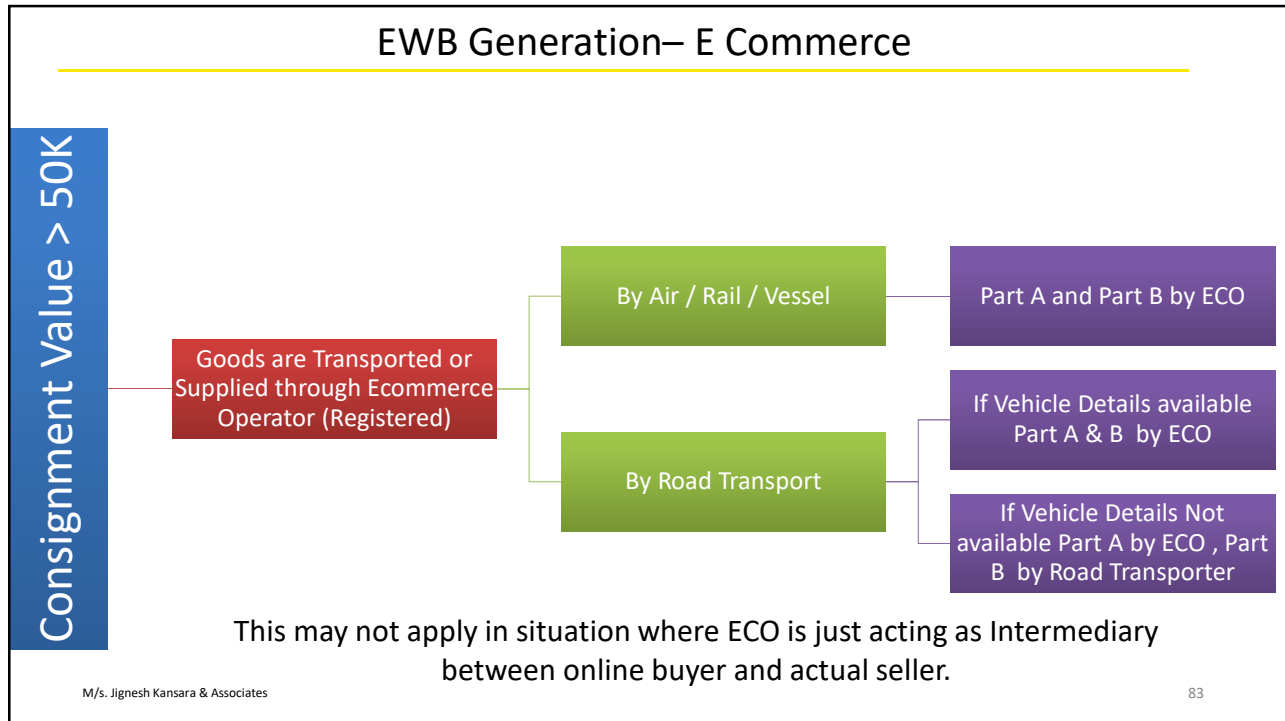 EWB Generation– E Commerce
Consignment Value > 50K
Goods are Transported or
Supplied through Ecommerce
Operator (Registered)
By Air / Rail / Vessel
Part A and Part B by ECO
By Road Transport
If Vehicle Details available
Part A & B by ECO
If Vehicle Details Not
available Part A by ECO , Part
B by Road Transporter
This may not apply in situation where ECO is just acting as Intermediary
between online buyer and actual seller.
M/s. Jignesh Kansara & Associates
83